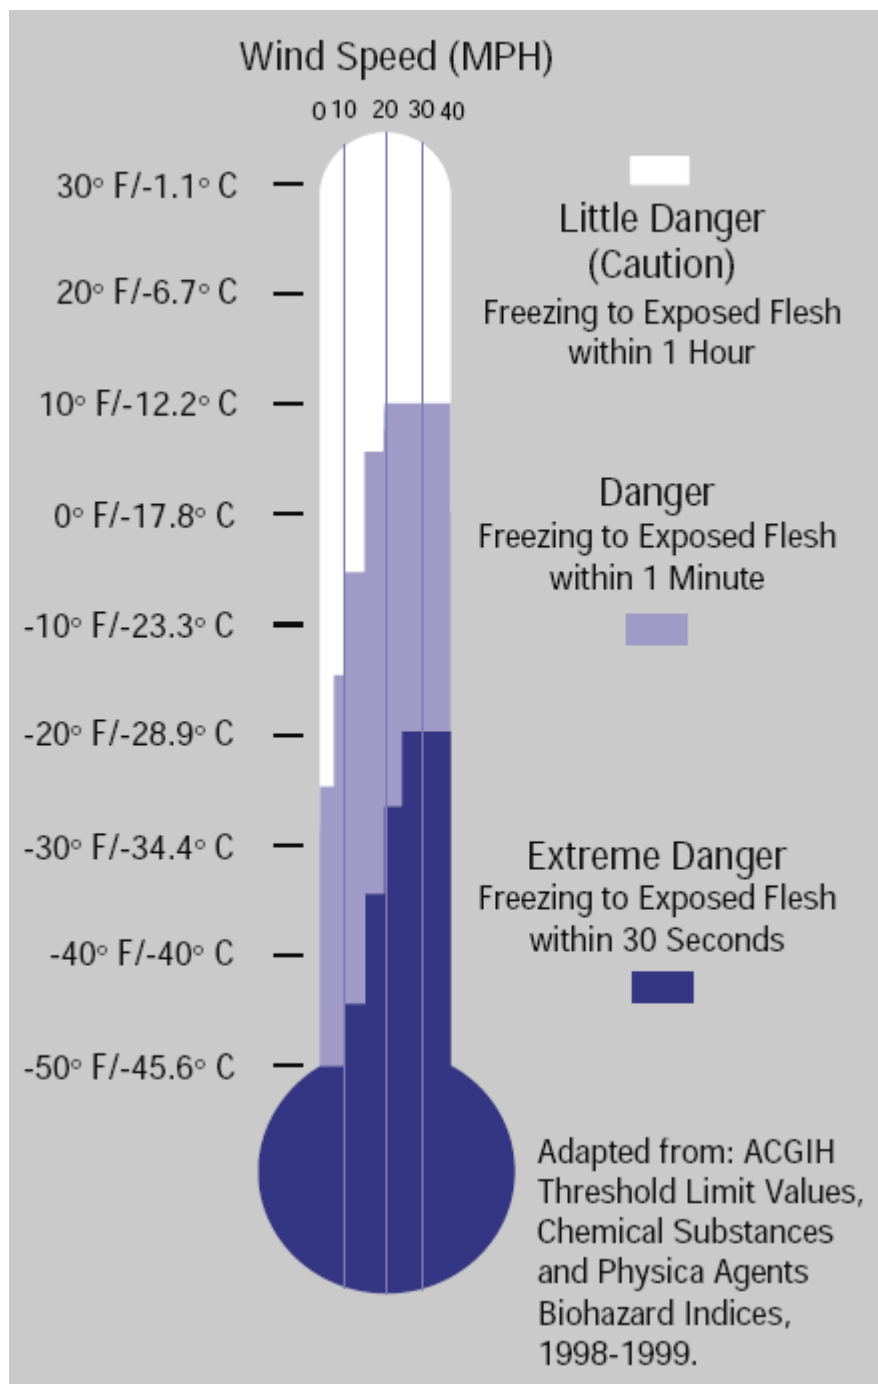 Wind Speed (MPH)
0 10 20 30 40
30° F/-1.1° C
20° F/-6.7° C
10° F/-12.2° C
0° F/-17.8° C
-10° F/-23.3° C
-20° F/-28.9° C
-30° F/-34.4° C
-40° F/-40° C
-50° F/-45.6° C
Little Danger
(Caution)
Freezing to Exposed Flesh
within 1 Hour
Danger
Freezing to Exposed Flesh
within 1 Minute
Extreme Danger
Freezing to Exposed Flesh
within 30 Seconds
Adapted from: ACGIH
Threshold Limit Values,
Chemical Substances
and Physica Agents
Biohazard Indices,
1998-1999.